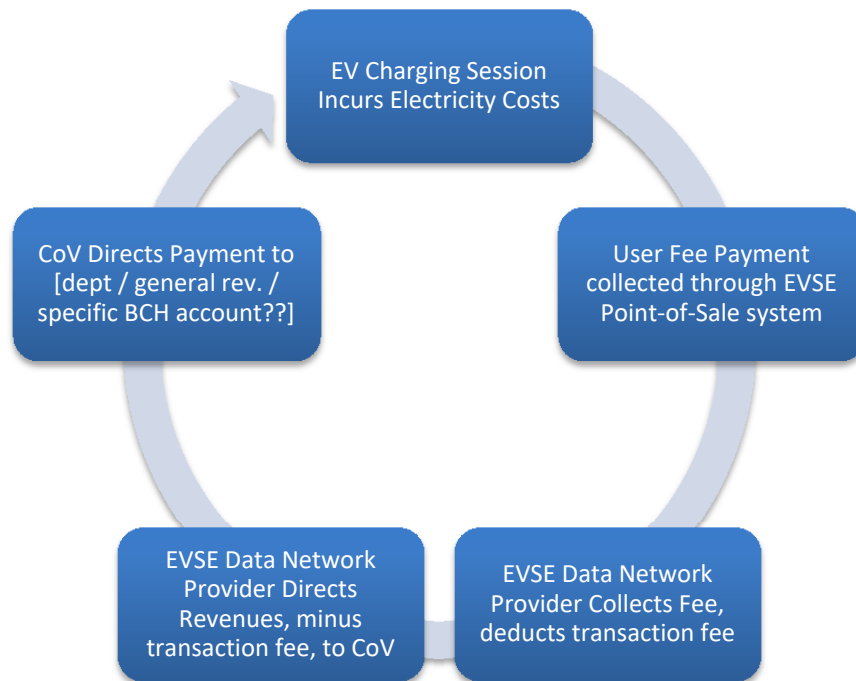 EV Charging Session
Incurs Electricity Costs
User Fee Payment
collected through EVSE
Point-of-Sale system
EVSE Data Network
Provider Collects Fee,
deducts transaction fee
EVSE Data Network
Provider Directs
Revenues, minus
transaction fee, to CoV
CoV Directs Payment to
[dept / general rev. /
specific BCH account??]